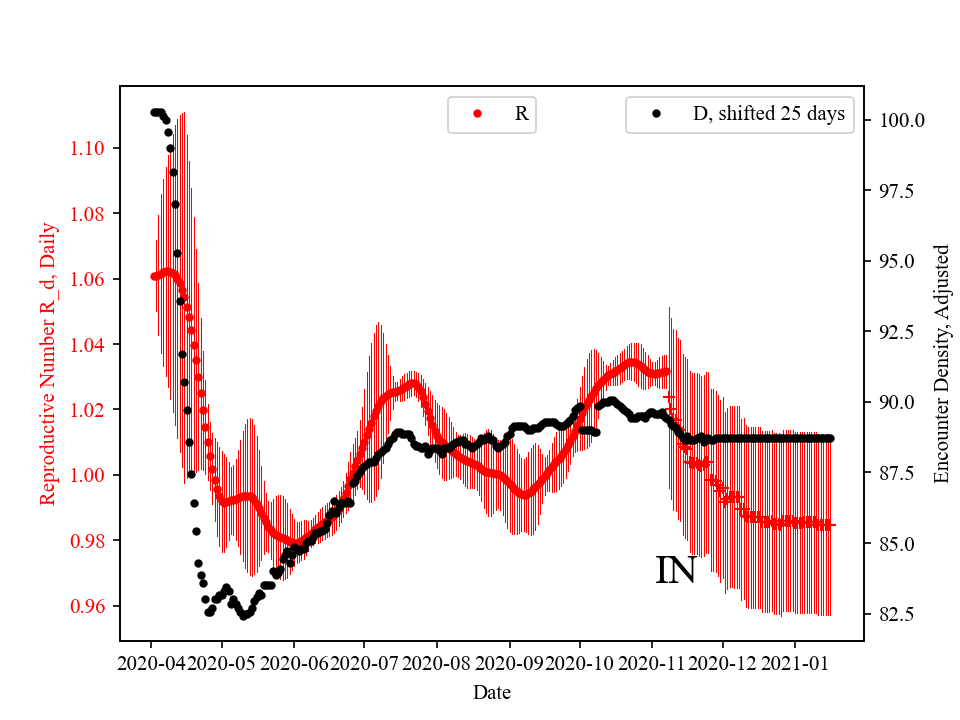 R
D, shifted 25 days
Reproductive Number R_d, Daily
1.10
1.08
1.06
1.04
1.02
1.00
0.98
0.96
100.0
97.5
95.0
92.5
90.0
87.5
85.0
82.5
Encounter Density, Adjusted
IN
2020-04 2020-05 2020-06 2020-07 2020-08 2020-09 2020-10 2020-11 2020-12 2021-01
Date